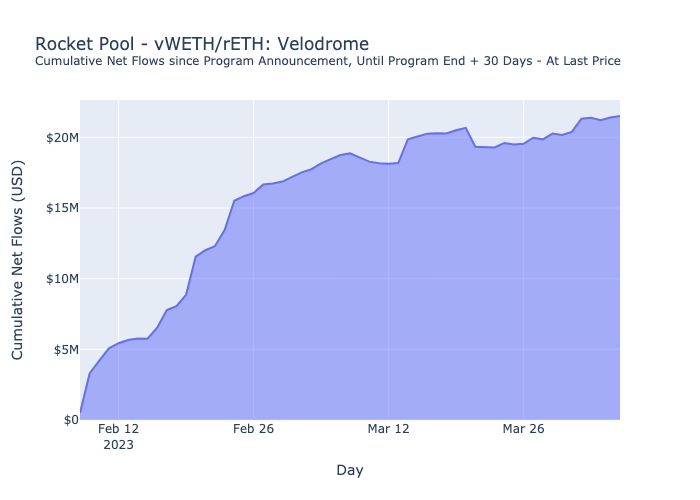 Rocket Pool - vWETH/rETH: Velodrome
Cumulative Net Flows since Program Announcement, Until Program End + 30 Days - At Last Price
Cumulative Net Flows (USD)
$20M
$15M
$10M
$5M
$0
Feb 12
2023
Feb 26
Mar 12
Mar 26
Day